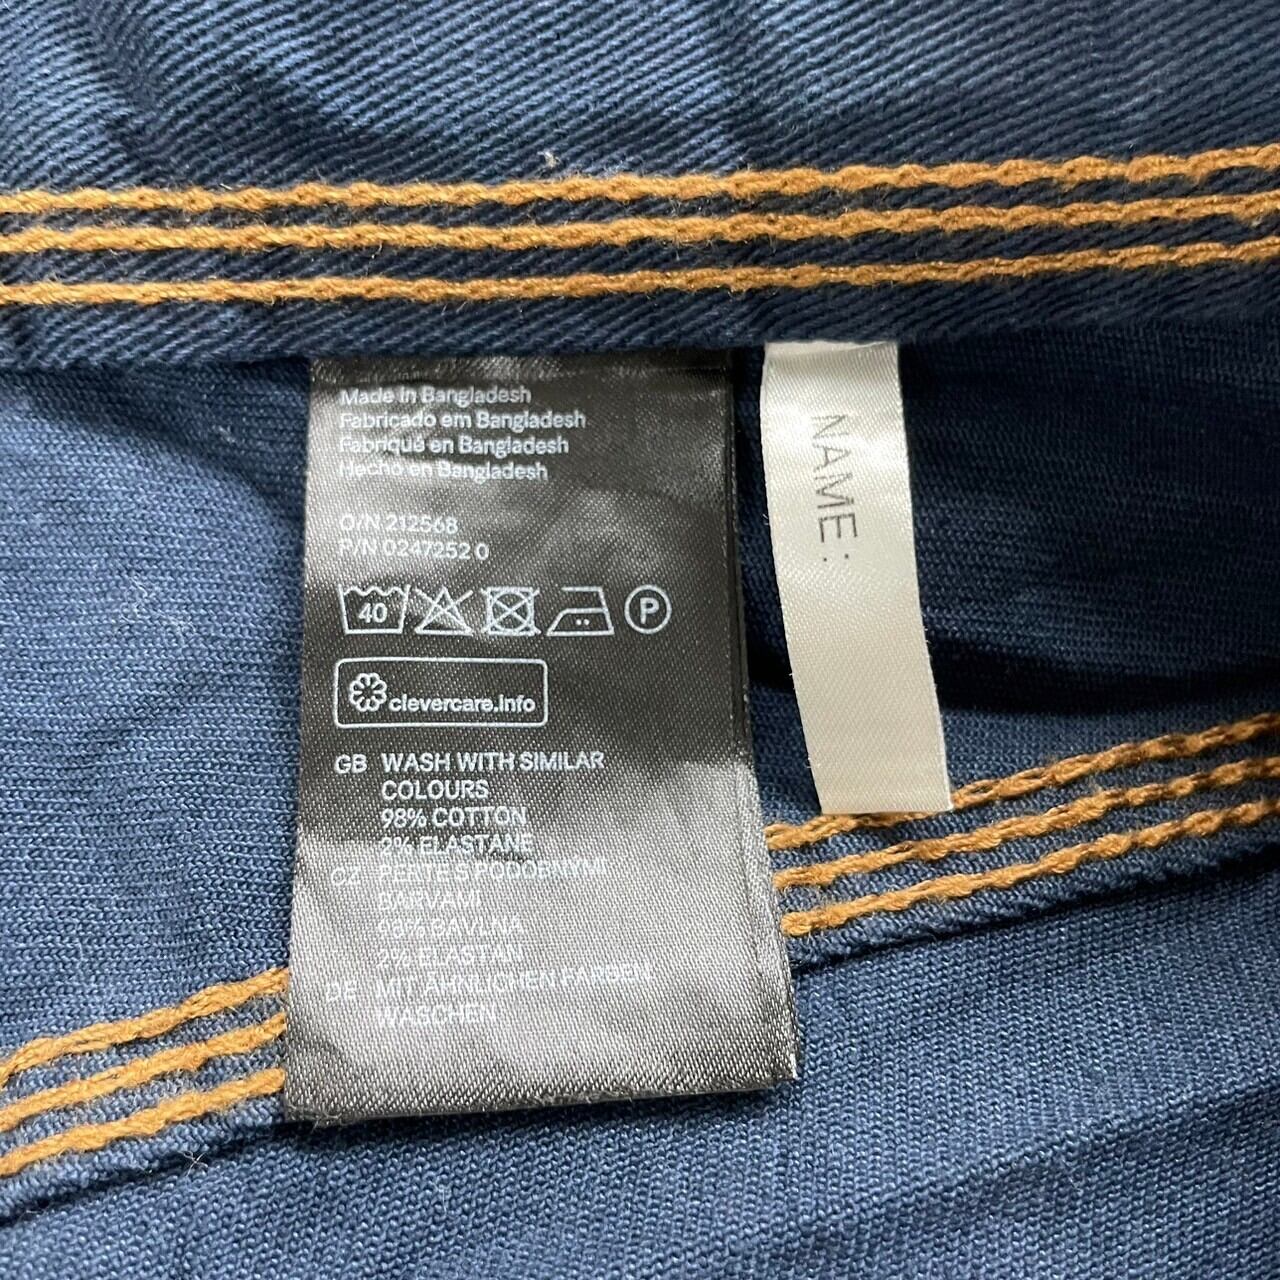 Made in Bangladesh
Fabricado em Bangladesh
Fabriqué en Bangladesh
Hecho en Bangladesh
O/N 212568
P/N 0247252 0
40 P
clevercare.info
GB WASH WITH SIMILAR
COLOURS
98% COTTON
2% ELASTANE
CZ PERTE S PODOBNÝMI
BARVAMI
98% BAVLNA
2% ELASTAN
DE MIT ÄHNLICHEN FARBEN
WASCHEN
NAME: